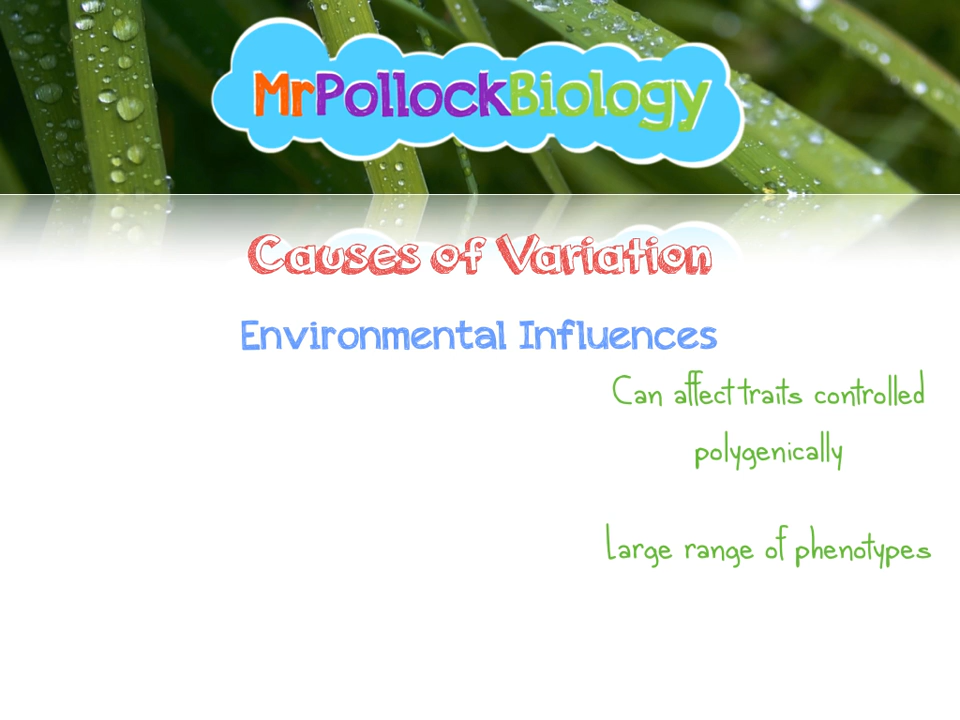 MrPollockBiology
Causes of Variation
Environmental Influences
Can affect traits controlled
polygenically
Large range of phenotypes